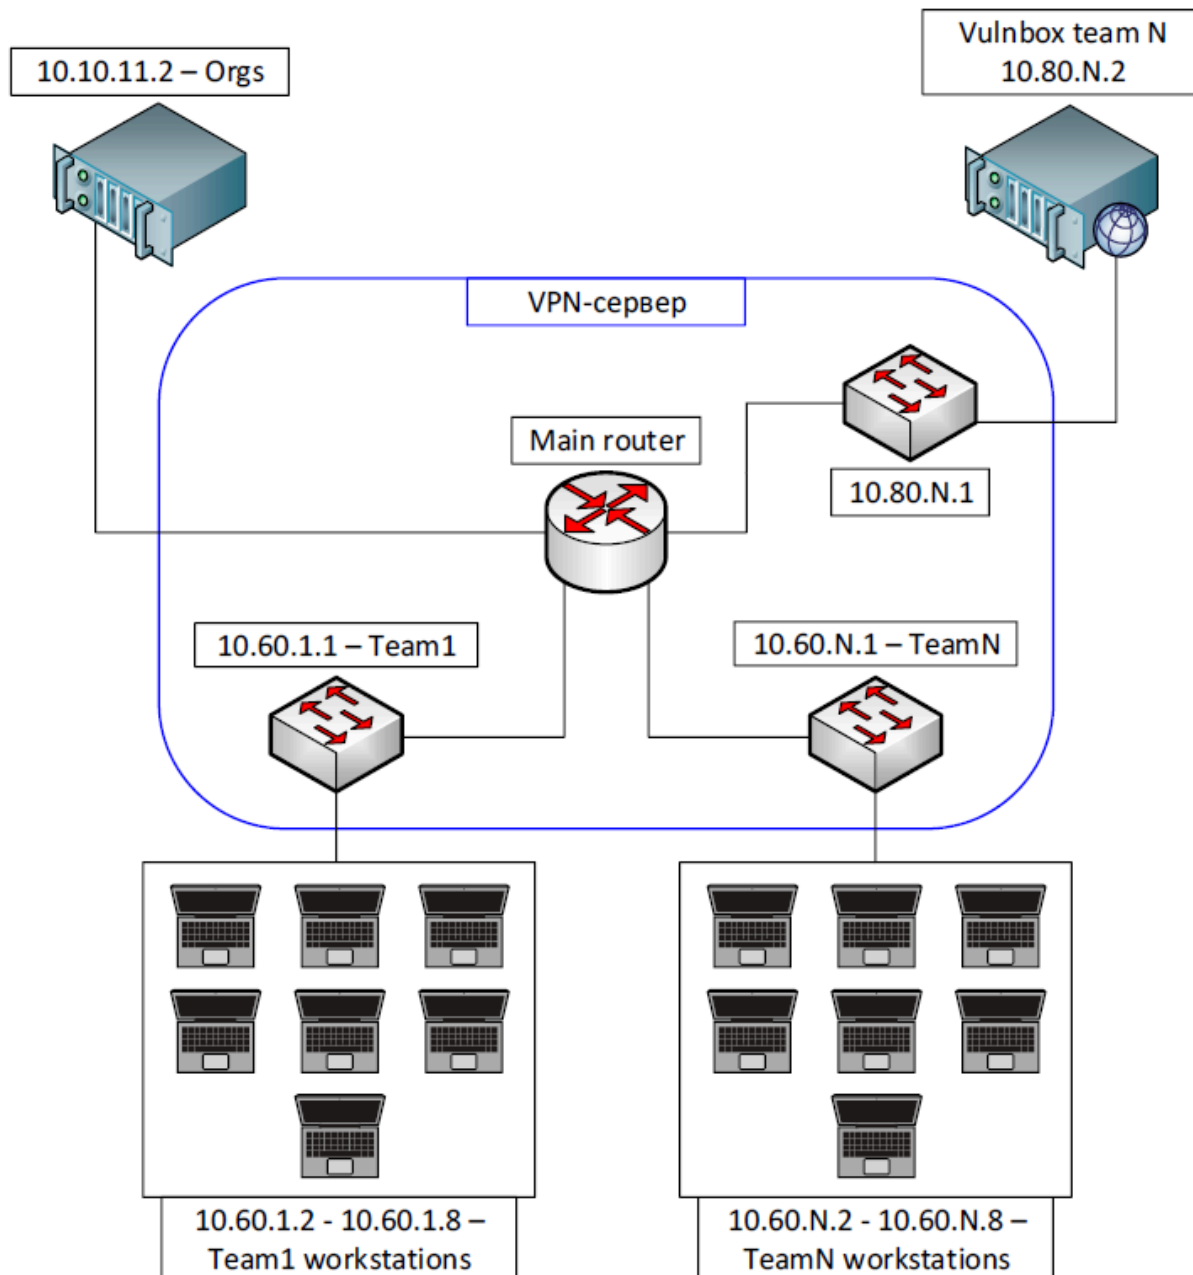 10.10.11.2 – Orgs
Vulnbox team N
10.80.N.2
VPN-сервер
Main router
10.80.N.1
10.60.1.1 – Team1
10.60.N.1 – TeamN
10.60.1.2 - 10.60.1.8 –
Team1 workstations
10.60.N.2 - 10.60.N.8 –
TeamN workstations